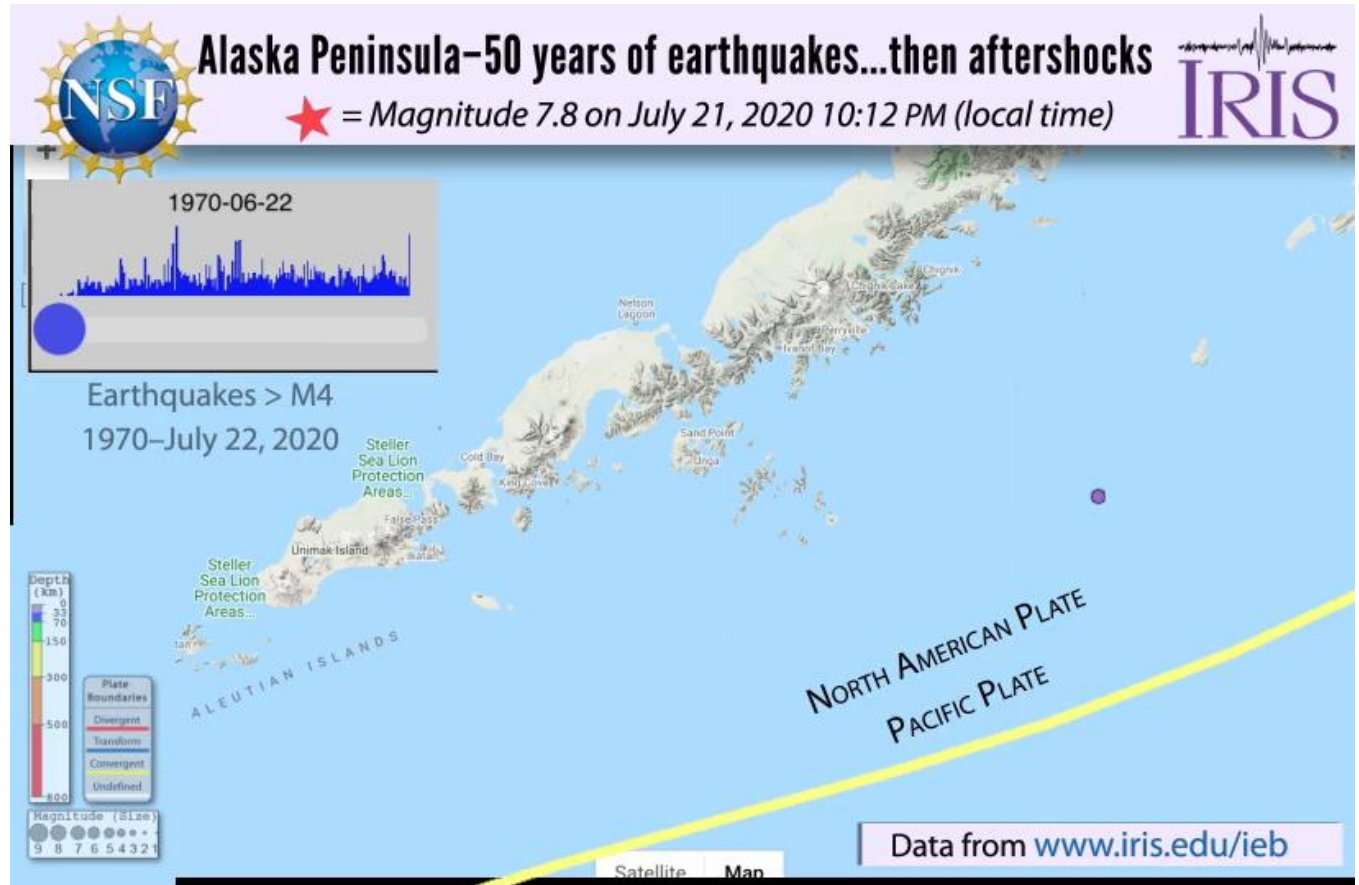 NSF
Alaska Peninsula–50 years of earthquakes...then aftershocks
= Magnitude 7.8 on July 21, 2020 10:12 PM (local time)
IRIS
+
1970-06-22
Earthquakes > M4
1970–July 22, 2020
Chignik
Chignik Lake
Nelson
Lagoon
Perryville
Ivanof Bay
Sand Point
Unga
Steller
Sea Lion
Protection
Areas...
Cold Bay
King Cove
False Pass
Unimak Island
Ikatan
Steller
Sea Lion
Protection
Areas...
tan
ALEUTIAN ISLANDS
NORTH AMERICAN PLATE
PACIFIC PLATE
Depth
(km)
0
33
70
150
300
500
800
Plate
Boundaries
Divergent
Transform
Convergent
Undefined
Magnitude (Size)
9 8 7 6 5 4 3 2 1
Data from www.iris.edu/ieb
Satellite Map